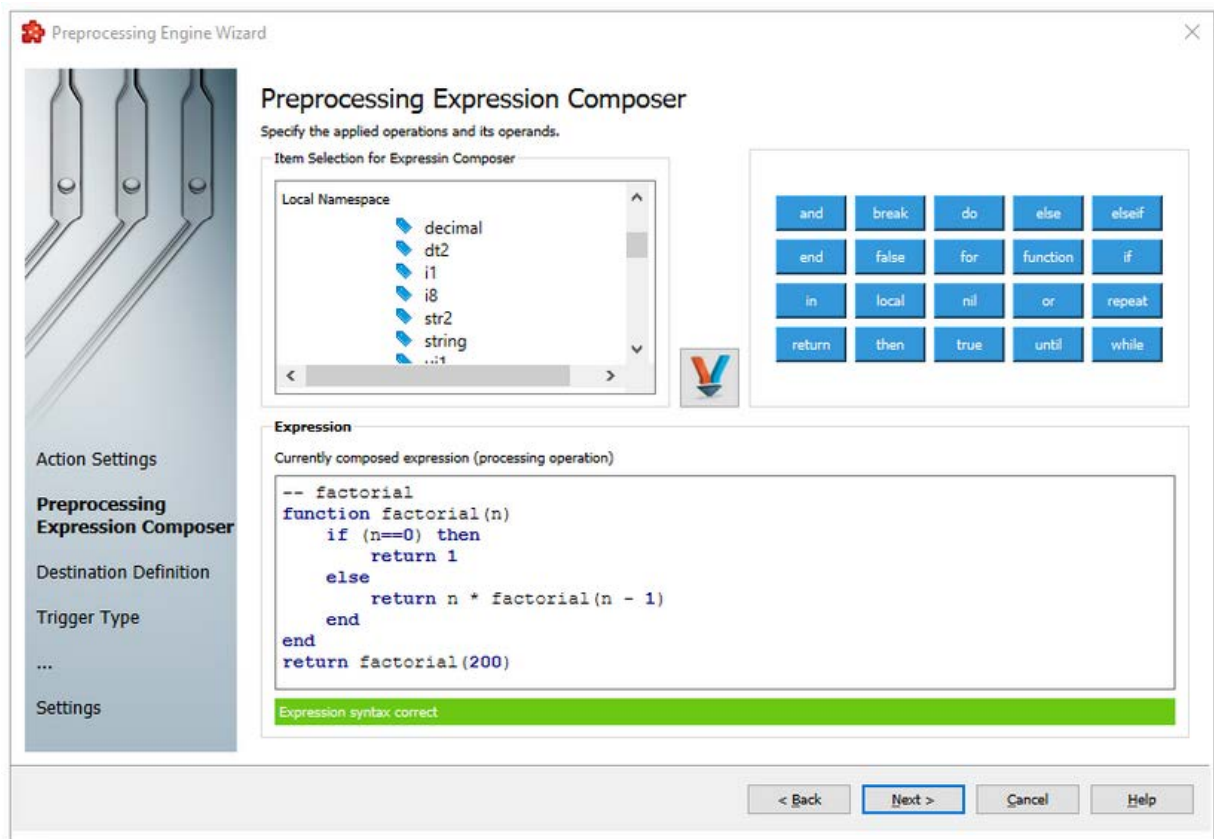 Preprocessing Engine Wizard
Preprocessing Expression Composer
Specify the applied operations and its operands.
Item Selection for Expressin Composer
Local Namespace
decimal
dt2
i1
i8
str2
string
and break do else elseif
end false for function if
in local nil or repeat
return then true until while
Action Settings
Preprocessing
Expression Composer
Destination Definition
Trigger Type
...
Settings
Expression
Currently composed expression (processing operation)
-- factorial
function factorial(n)
    if (n==0) then
        return 1
    else
        return n * factorial(n - 1)
    end
end
return factorial(200)
Expression syntax correct
< Back Next > Cancel Help